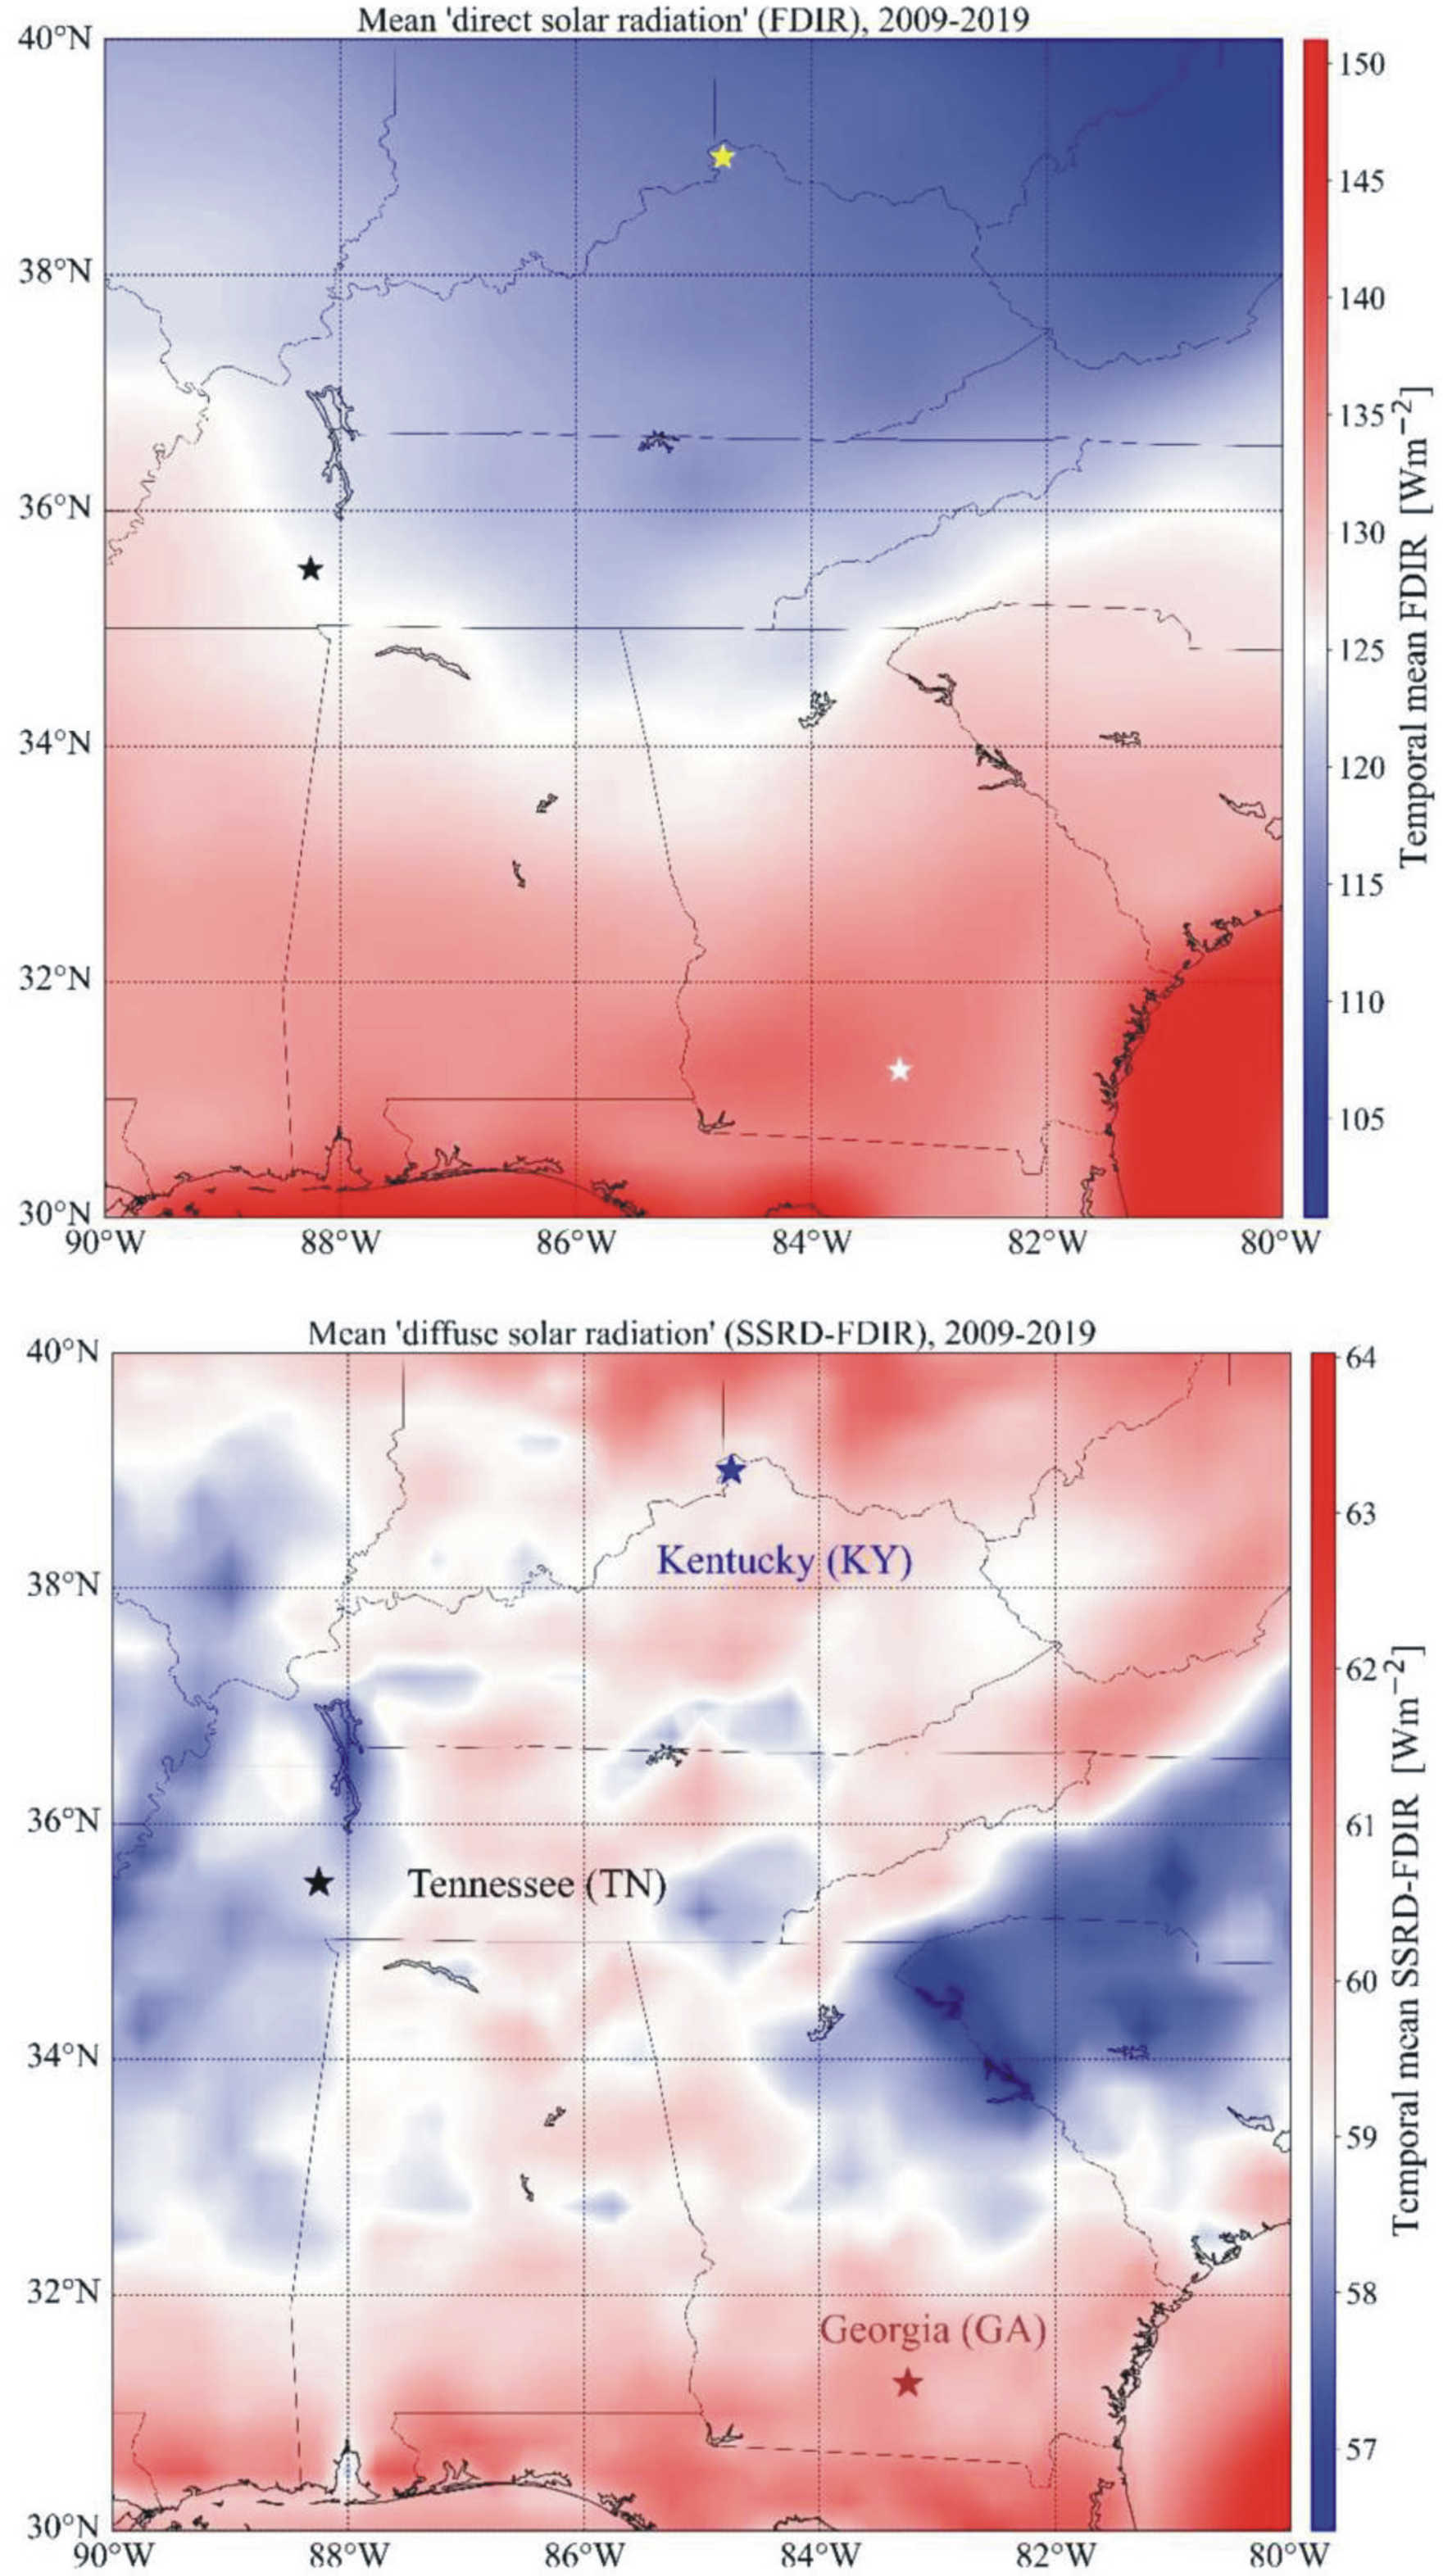 Mean 'direct solar radiation' (FDIR), 2009-2019
40°N
38°N
36°N
34°N
32°N
30°N
90°W 88°W 86°W 84°W 82°W 80°W
150
145
140
135
130
125
120
115
110
105
Temporal mean FDIR [Wm−2]
Mean 'diffuse solar radiation' (SSRD-FDIR), 2009-2019
40°N
38°N
36°N
34°N
32°N
30°N
Kentucky (KY)
Tennessee (TN)
Georgia (GA)
90°W 88°W 86°W 84°W 82°W 80°W
64
63
62
61
60
59
58
57
Temporal mean SSRD-FDIR [Wm−2]